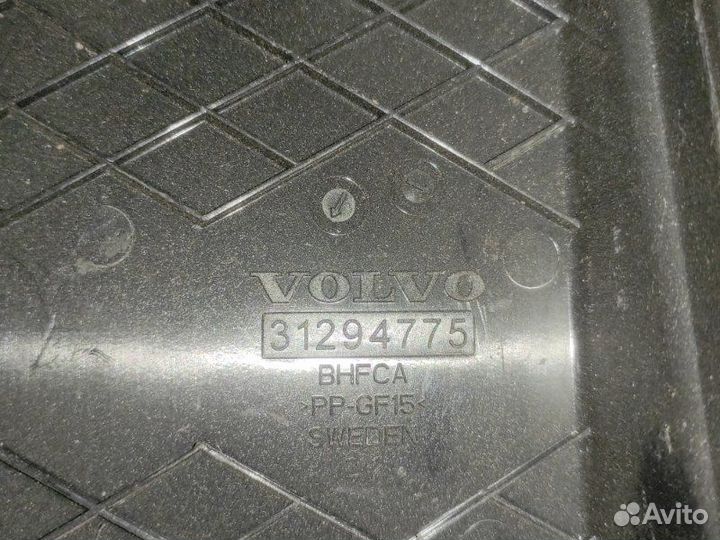 VOLVO
31294775
BHFCA
>PP-GF15<
SWEDEN
Avito